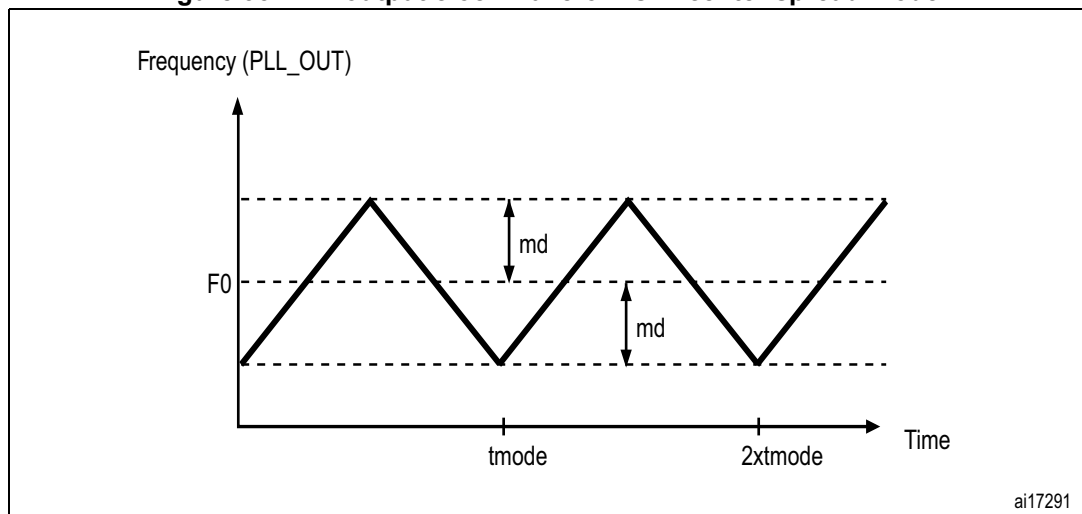 Frequency (PLL_OUT)
md
F0
md
tmode
2xtmode
Time
ai17291